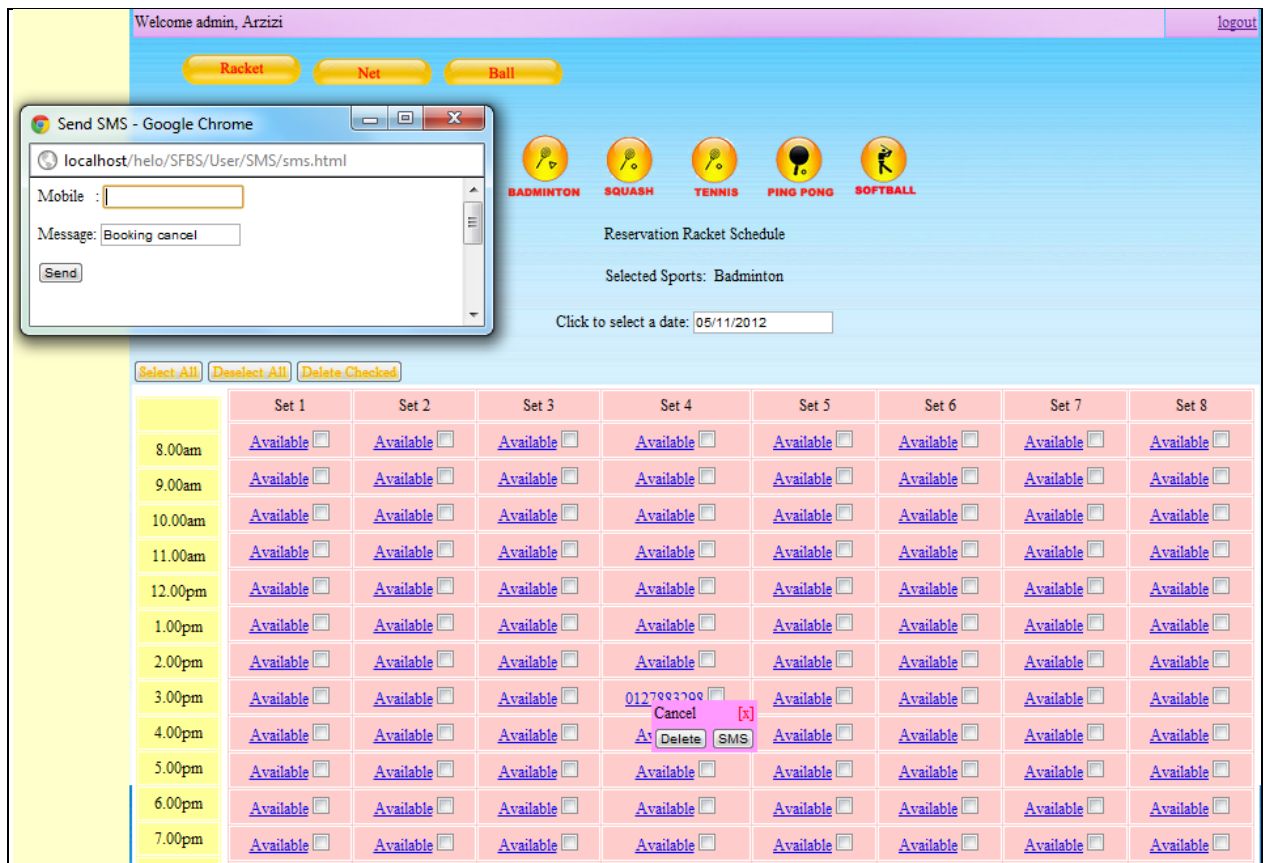 Welcome admin, Arzizi
logout
Racket
Net
Ball
Send SMS - Google Chrome
localhost/helo/SFBS/User/SMS/sms.html
Mobile :
Message: Booking cancel
Send
BADMINTON SQUASH TENNIS PING PONG SOFTBALL
Reservation Racket Schedule
Selected Sports: Badminton
Click to select a date: 05/11/2012
Select All Deselect All Delete Checked
Set 1 Set 2 Set 3 Set 4 Set 5 Set 6 Set 7 Set 8
8.00am Available Available Available Available Available Available Available Available
9.00am Available Available Available Available Available Available Available Available
10.00am Available Available Available Available Available Available Available Available
11.00am Available Available Available Available Available Available Available Available
12.00pm Available Available Available Available Available Available Available Available
1.00pm Available Available Available Available Available Available Available Available
2.00pm Available Available Available Available Available Available Available Available
3.00pm Available Available Available 0127883298 Available Available Available Available
Cancel [x]
4.00pm Available Available Available Av Available Available Available Available
Delete SMS
5.00pm Available Available Available Available Available Available Available Available
6.00pm Available Available Available Available Available Available Available Available
7.00pm Available Available Available Available Available Available Available Available